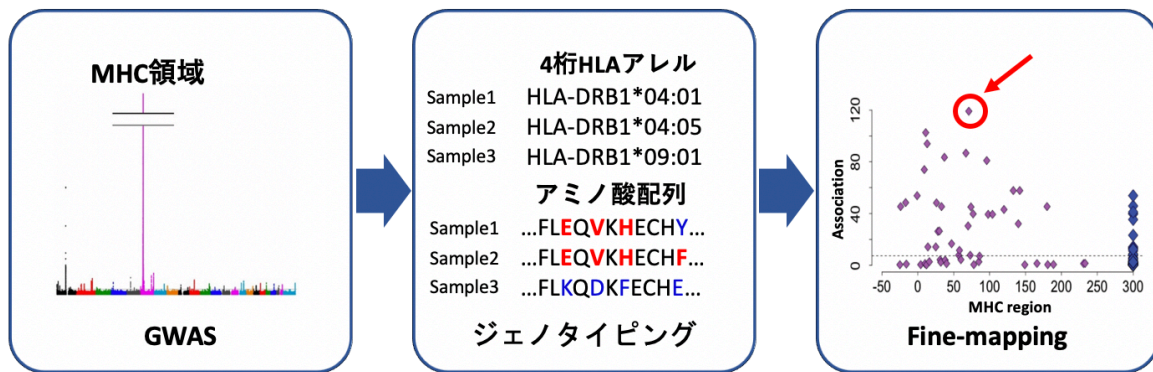 MHC領域
GWAS
4桁HLAアレル
Sample1 HLA-DRB1*04:01
Sample2 HLA-DRB1*04:05
Sample3 HLA-DRB1*09:01
アミノ酸配列
Sample1 ...FLEQVKHECHY...
Sample2 ...FLEQVKHECHF...
Sample3 ...FLKQDKFECHE...
ジェノタイピング
Association
120
80
40
0
-50 0 50 100 150 200 250 300
MHC region
Fine-mapping